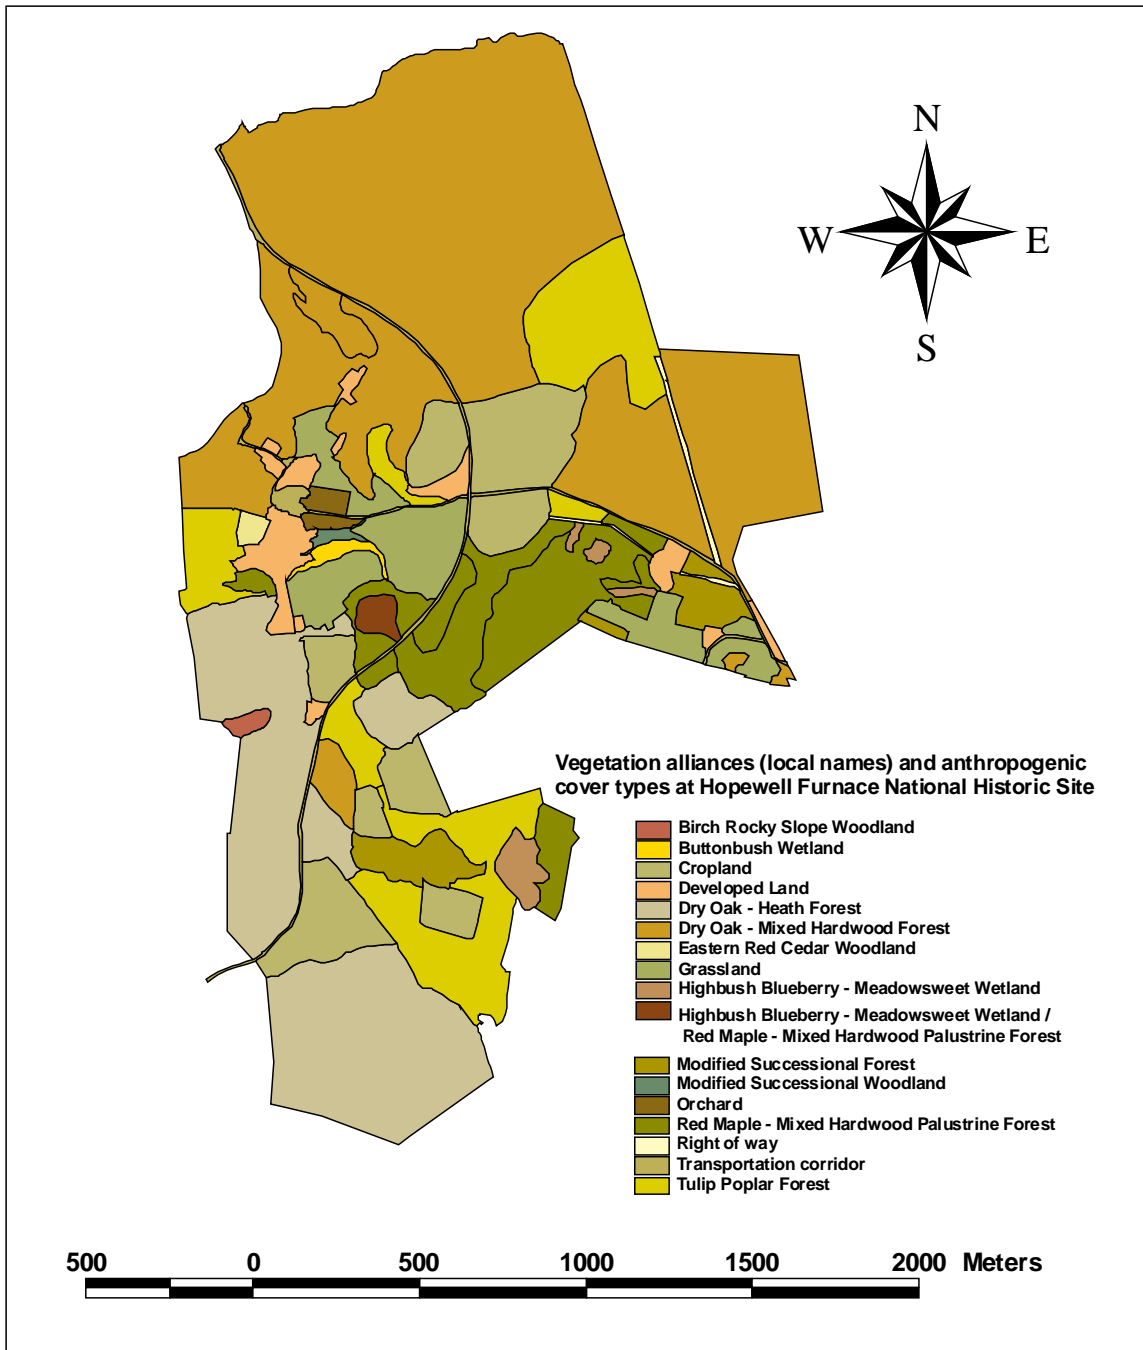 N
W
E
S
Vegetation alliances (local names) and anthropogenic
cover types at Hopewell Furnace National Historic Site
Birch Rocky Slope Woodland
Buttonbush Wetland
Cropland
Developed Land
Dry Oak - Heath Forest
Dry Oak - Mixed Hardwood Forest
Eastern Red Cedar Woodland
Grassland
Highbush Blueberry - Meadowsweet Wetland
Highbush Blueberry - Meadowsweet Wetland /
Red Maple - Mixed Hardwood Palustrine Forest
Modified Successional Forest
Modified Successional Woodland
Orchard
Red Maple - Mixed Hardwood Palustrine Forest
Right of way
Transportation corridor
Tulip Poplar Forest
500 0 500 1000 1500 2000 Meters